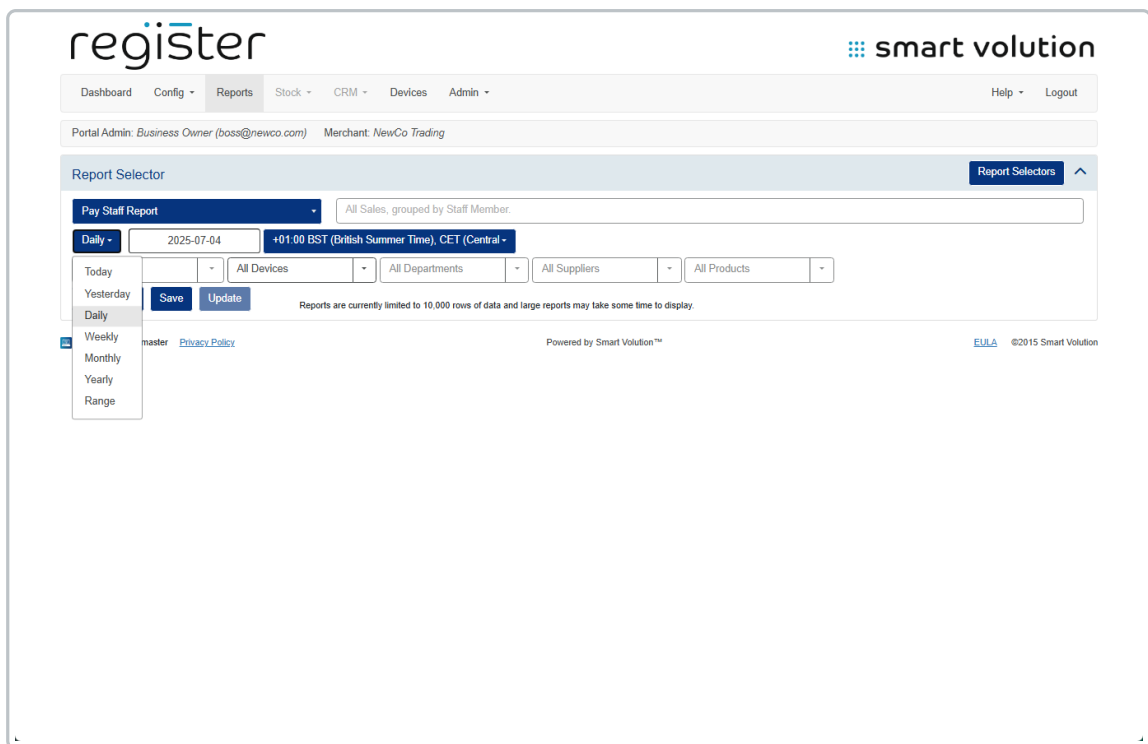 register
smart volution
Dashboard Config Reports Stock CRM Devices Admin Help Logout
Portal Admin: Business Owner (boss@newco.com) Merchant: NewCo Trading
Report Selector Report Selectors
Pay Staff Report All Sales, grouped by Staff Member.
Daily 2025-07-04 +01:00 BST (British Summer Time), CET (Central
All Devices All Departments All Suppliers All Products
Today
Yesterday
Daily
Weekly
Monthly
Yearly
Range
Save Update Reports are currently limited to 10,000 rows of data and large reports may take some time to display.
master Privacy Policy Powered by Smart Volution™ EULA ©2015 Smart Volution